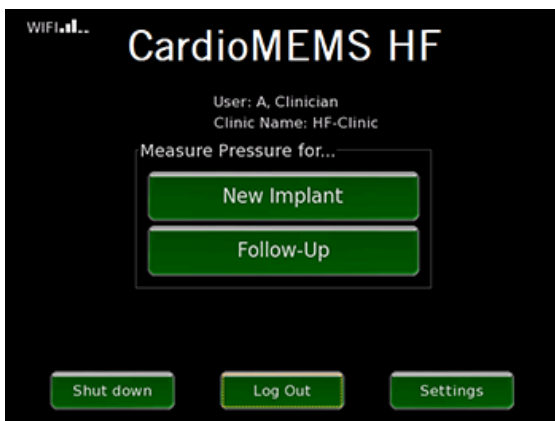 WIFI
CardioMEMS HF
User: A, Clinician
Clinic Name: HF-Clinic
Measure Pressure for...
New Implant
Follow-Up
Shut down
Log Out
Settings